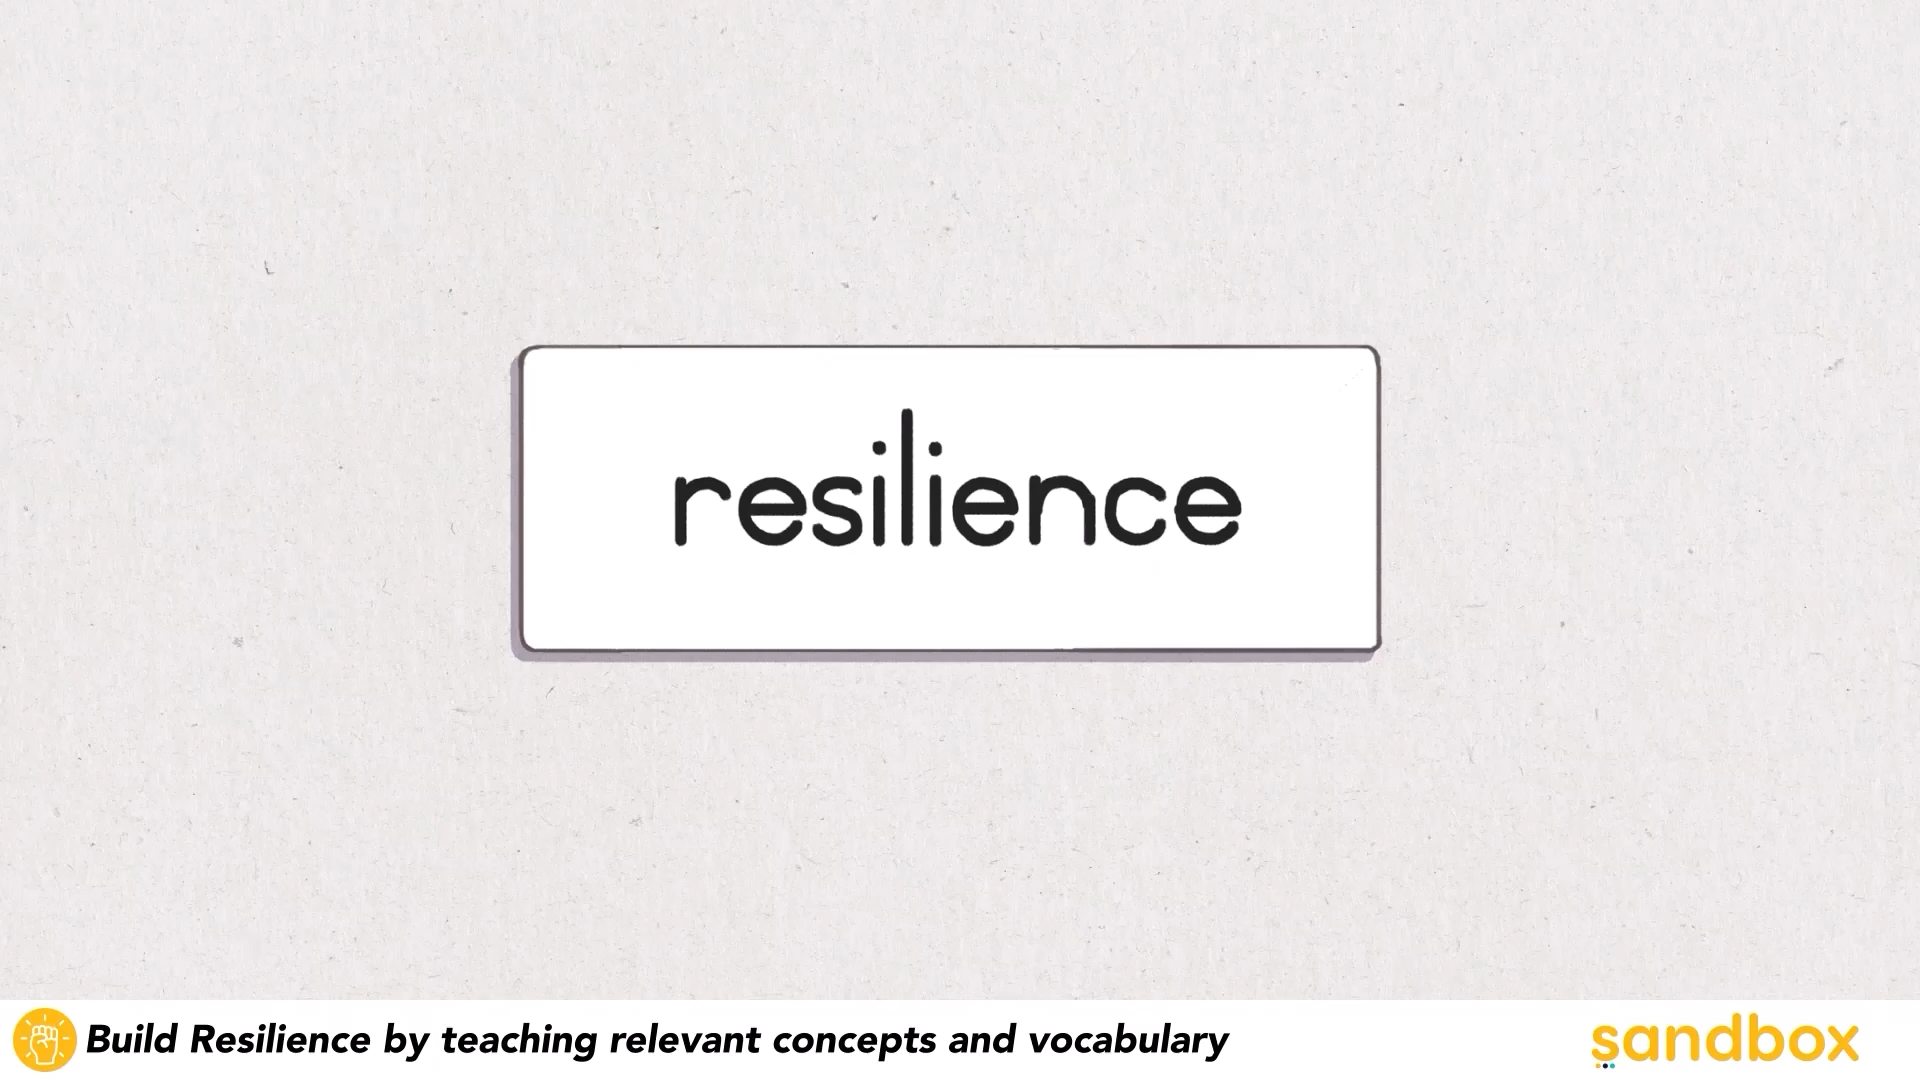 resilience
Build Resilience by teaching relevant concepts and vocabulary
sandbox